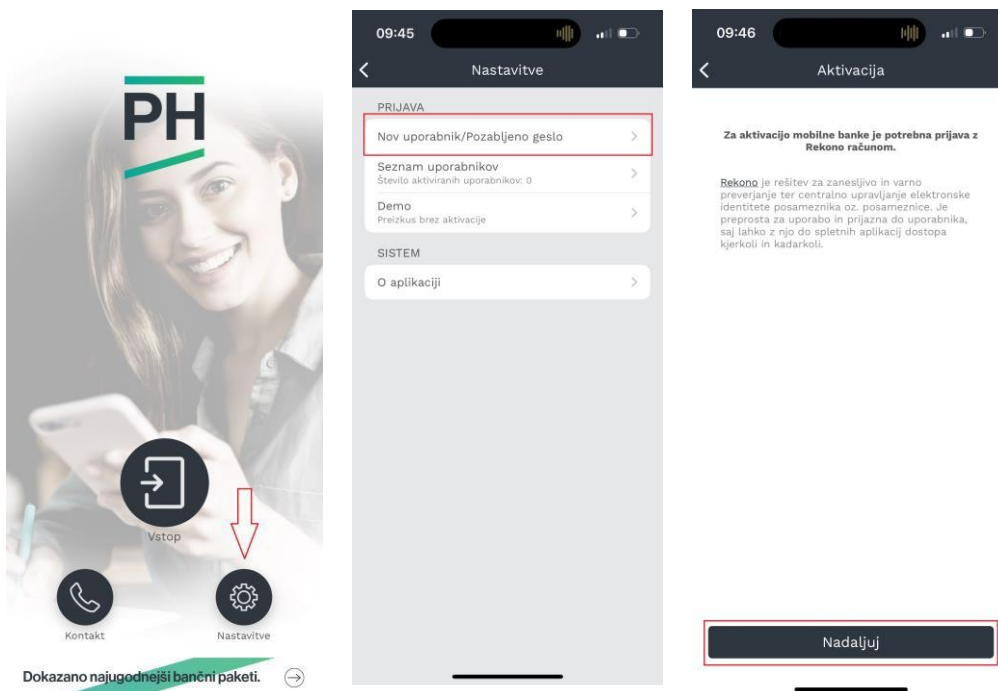 PH
Vstop
Kontakt
Nastavitve
Dokazano najugodnejši bančni paketi.
09:45
Nastavitve
PRIJAVA
Nov uporabnik/Pozabljeno geslo
Seznam uporabnikov
Število aktiviranih uporabnikov: 0
Demo
Preizkus brez aktivacije
SISTEM
O aplikaciji
09:46
Aktivacija
Za aktivacijo mobilne banke je potrebna prijava z
Rekono računom.
Rekono je rešitev za zanesljivo in varno
preverjanje ter centralno upravljanje elektronske
identitete posameznika oz. posameznice. Je
preprosta za uporabo in prijazna do uporabnika,
saj lahko z njo do spletnih aplikacij dostopa
kjerkoli in kadarkoli.
Nadaljuj